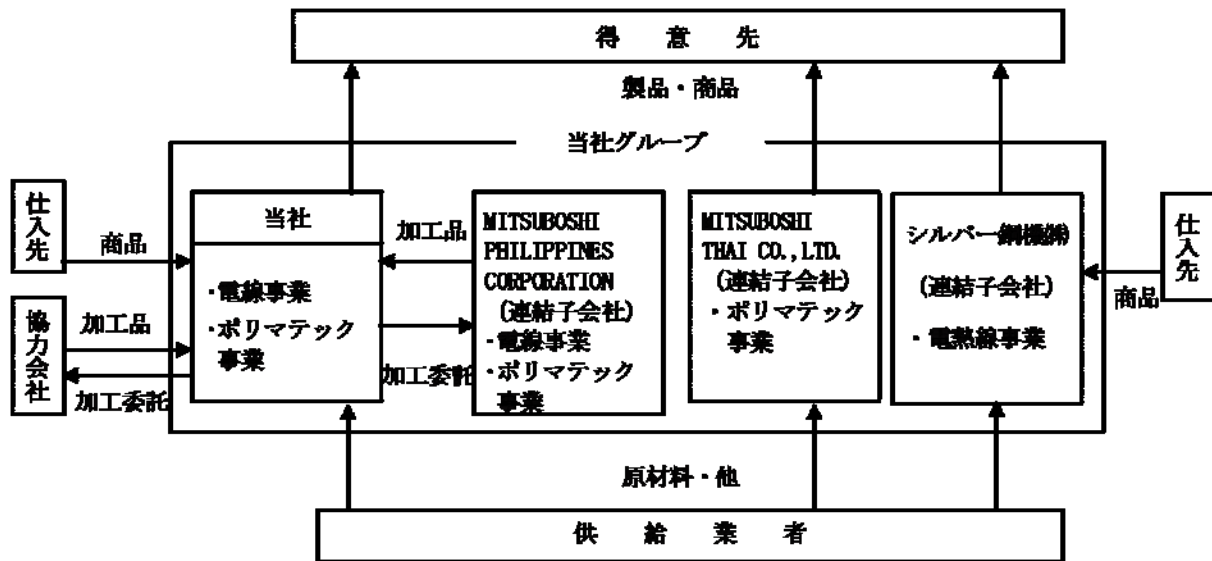 得意先
製品・商品
当社グループ
仕入先
商品
協力会社
加工品
加工委託
当社
・電線事業
・ポリマテック
事業
加工品
加工委託
MITSUBOSHI
PHILIPPINES
CORPORATION
(連結子会社)
・電線事業
・ポリマテック
事業
MITSUBOSHI
THAI CO.,LTD.
(連結子会社)
・ポリマテック
事業
シルバー鋼機㈱
(連結子会社)
・電熱線事業
仕入先
商品
原材料・他
供給業者